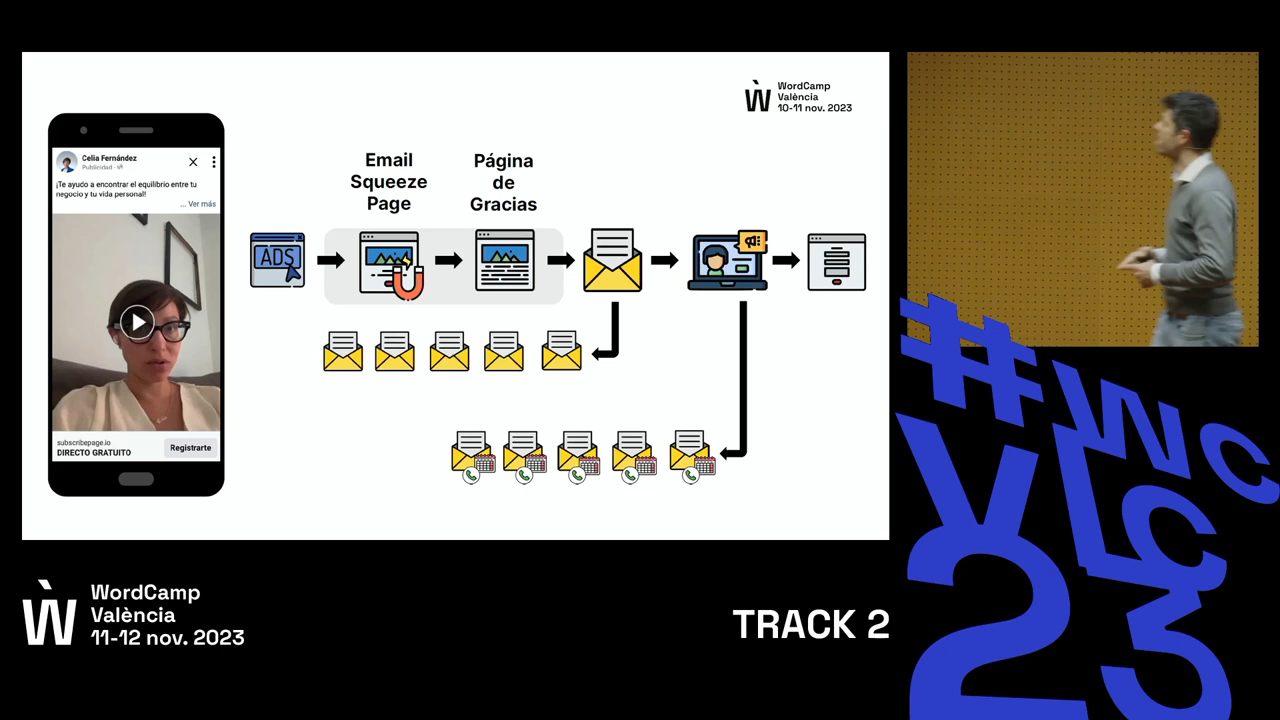 WordCamp
València
10-11 nov. 2023
Email
Squeeze
Page
Página
de
Gracias
Celia Fernández
Publicidad
¡Te ayudo a encontrar el equilibrio entre tu
negocio y tu vida personal!
... Ver más
ADS
subscribepage.io
DIRECTO GRATUITO
Registrarte
WordCamp
València
11-12 nov. 2023
TRACK 2
#WC
VLC
23